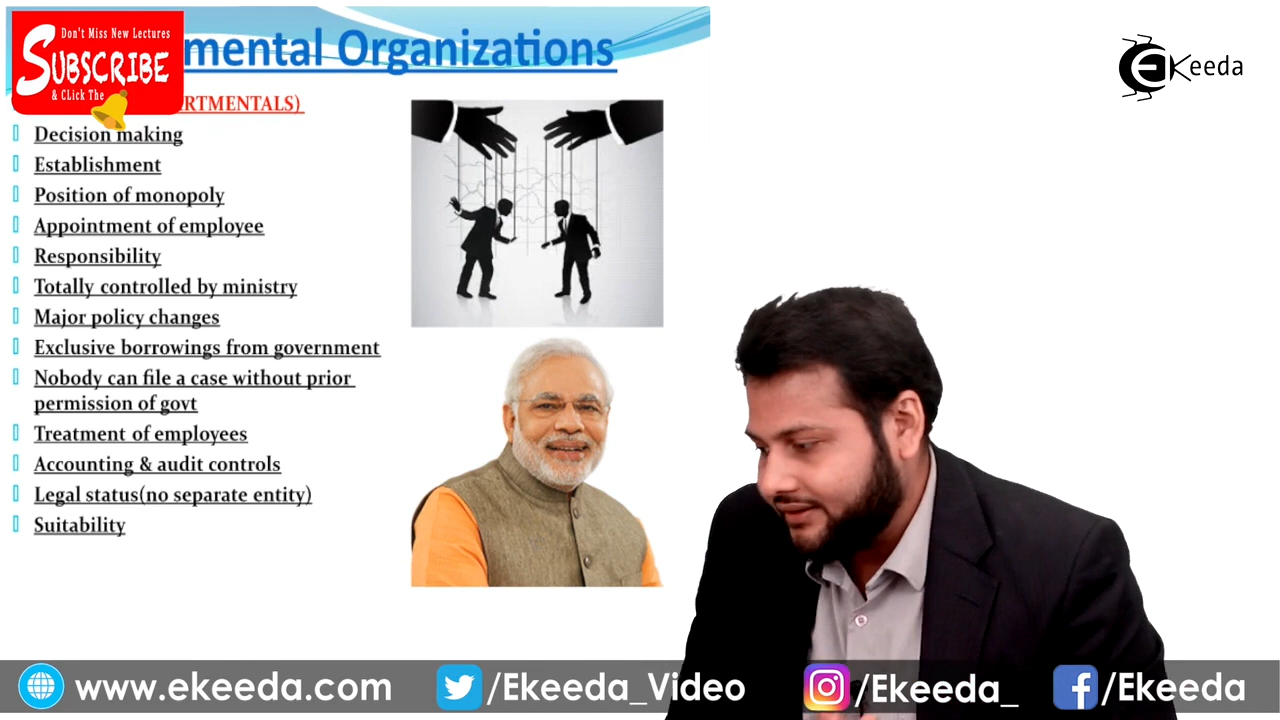 Don't Miss New Lectures
SUBSCRIBE
& Click The
mental Organizations
RTMENTALS)
Decision making
Establishment
Position of monopoly
Appointment of employee
Responsibility
Totally controlled by ministry
Major policy changes
Exclusive borrowings from government
Nobody can file a case without prior
permission of govt
Treatment of employees
Accounting & audit controls
Legal status(no separate entity)
Suitability
EKeeda
www.ekeeda.com
/Ekeeda_Video
/Ekeeda_
/Ekeeda